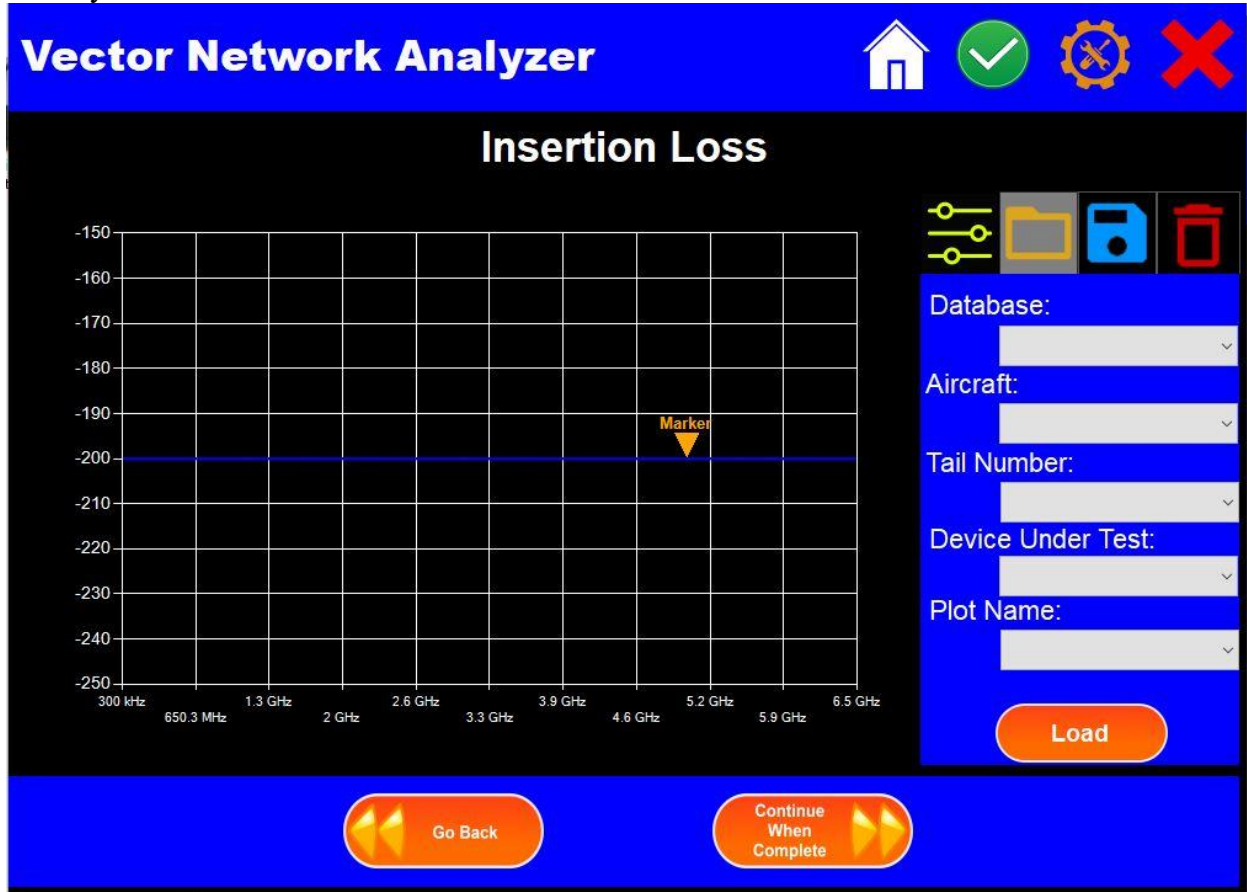 Vector Network Analyzer
Insertion Loss
-150
-160
-170
-180
-190
-200
-210
-220
-230
-240
-250
Marker
300 kHz
650.3 MHz
1.3 GHz
2 GHz
2.6 GHz
3.3 GHz
3.9 GHz
4.6 GHz
5.2 GHz
5.9 GHz
6.5 GHz
Database:
Aircraft:
Tail Number:
Device Under Test:
Plot Name:
Load
Go Back
Continue
When
Complete